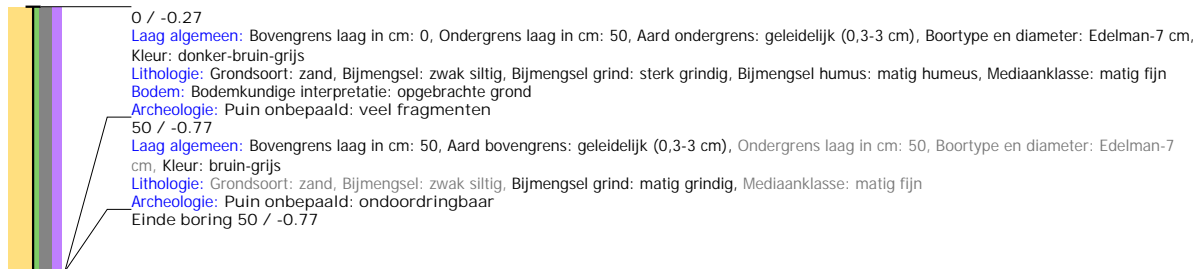 0 / -0.27
Laag algemeen: Bovengrens laag in cm: 0, Ondergrens laag in cm: 50, Aard ondergrens: geleidelijk (0,3-3 cm), Boortype en diameter: Edelman-7 cm,
Kleur: donker-bruin-grijs
Lithologie: Grondsoort: zand, Bijmengsel: zwak siltig, Bijmengsel grind: sterk grindig, Bijmengsel humus: matig humeus, Mediaanklasse: matig fijn
Bodem: Bodemkundige interpretatie: opgebrachte grond
Archeologie: Puin onbepaald: veel fragmenten
50 / -0.77
Laag algemeen: Bovengrens laag in cm: 50, Aard bovengrens: geleidelijk (0,3-3 cm), Ondergrens laag in cm: 50, Boortype en diameter: Edelman-7
cm, Kleur: bruin-grijs
Lithologie: Grondsoort: zand, Bijmengsel: zwak siltig, Bijmengsel grind: matig grindig, Mediaanklasse: matig fijn
Archeologie: Puin onbepaald: ondoordringbaar
Einde boring 50 / -0.77